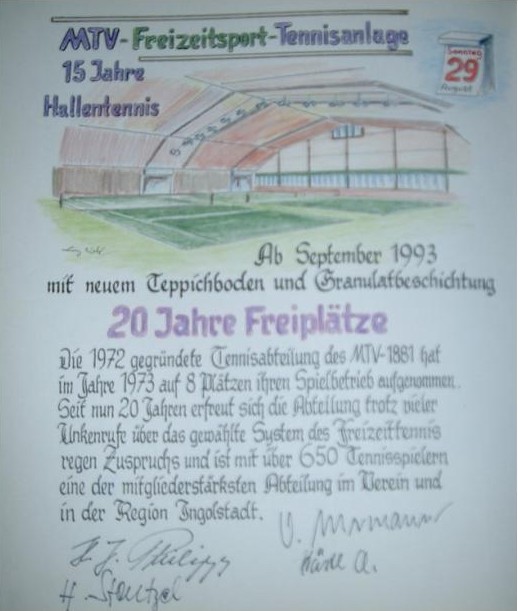 MTV-Freizeitsport-Tennisanlage
15 Jahre
Hallentennis
Samstag
29
August
Ab September 1993
mit neuem Teppichboden und Granulatbeschichtung
20 Jahre Freiplätze
Die 1972 gegründete Tennisabteilung des MTV-1881 hat
im Jahre 1973 auf 8 Plätzen ihren Spielbetrieb aufgenommen.
Seit nun 20 Jahren erfreut sich die Abteilung trotz vieler
Unkenrufe über das gewählte System des Freizeittennis
regen Zuspruchs und ist mit über 650 Tennisspielern
eine der mitgliederstärksten Abteilung im Verein und
in der Region Ingolstadt.
H. J. Philipp